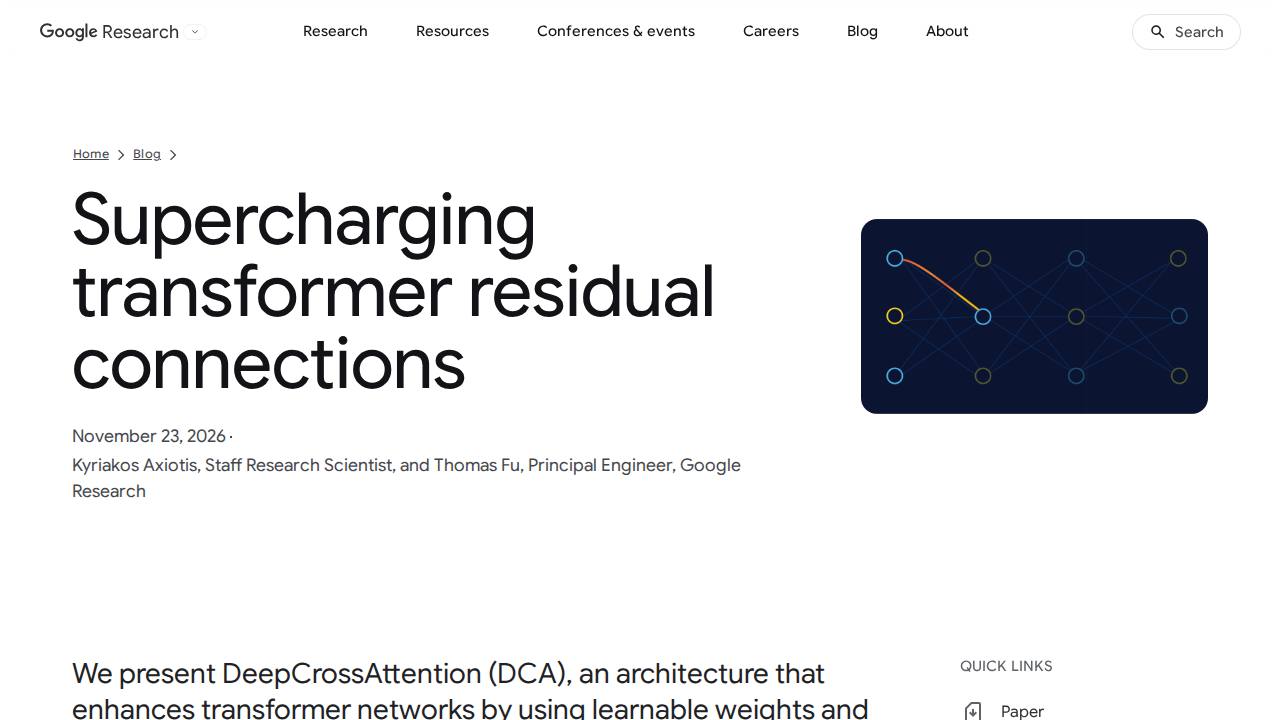 Google Research
Research
Resources
Conferences & events
Careers
Blog
About
Search
Home
Blog
Supercharging
transformer residual
connections
November 23, 2026 ·
Kyriakos Axiotis, Staff Research Scientist, and Thomas Fu, Principal Engineer, Google
Research
We present DeepCrossAttention (DCA), an architecture that
enhances transformer networks by using learnable weights and
QUICK LINKS
Paper